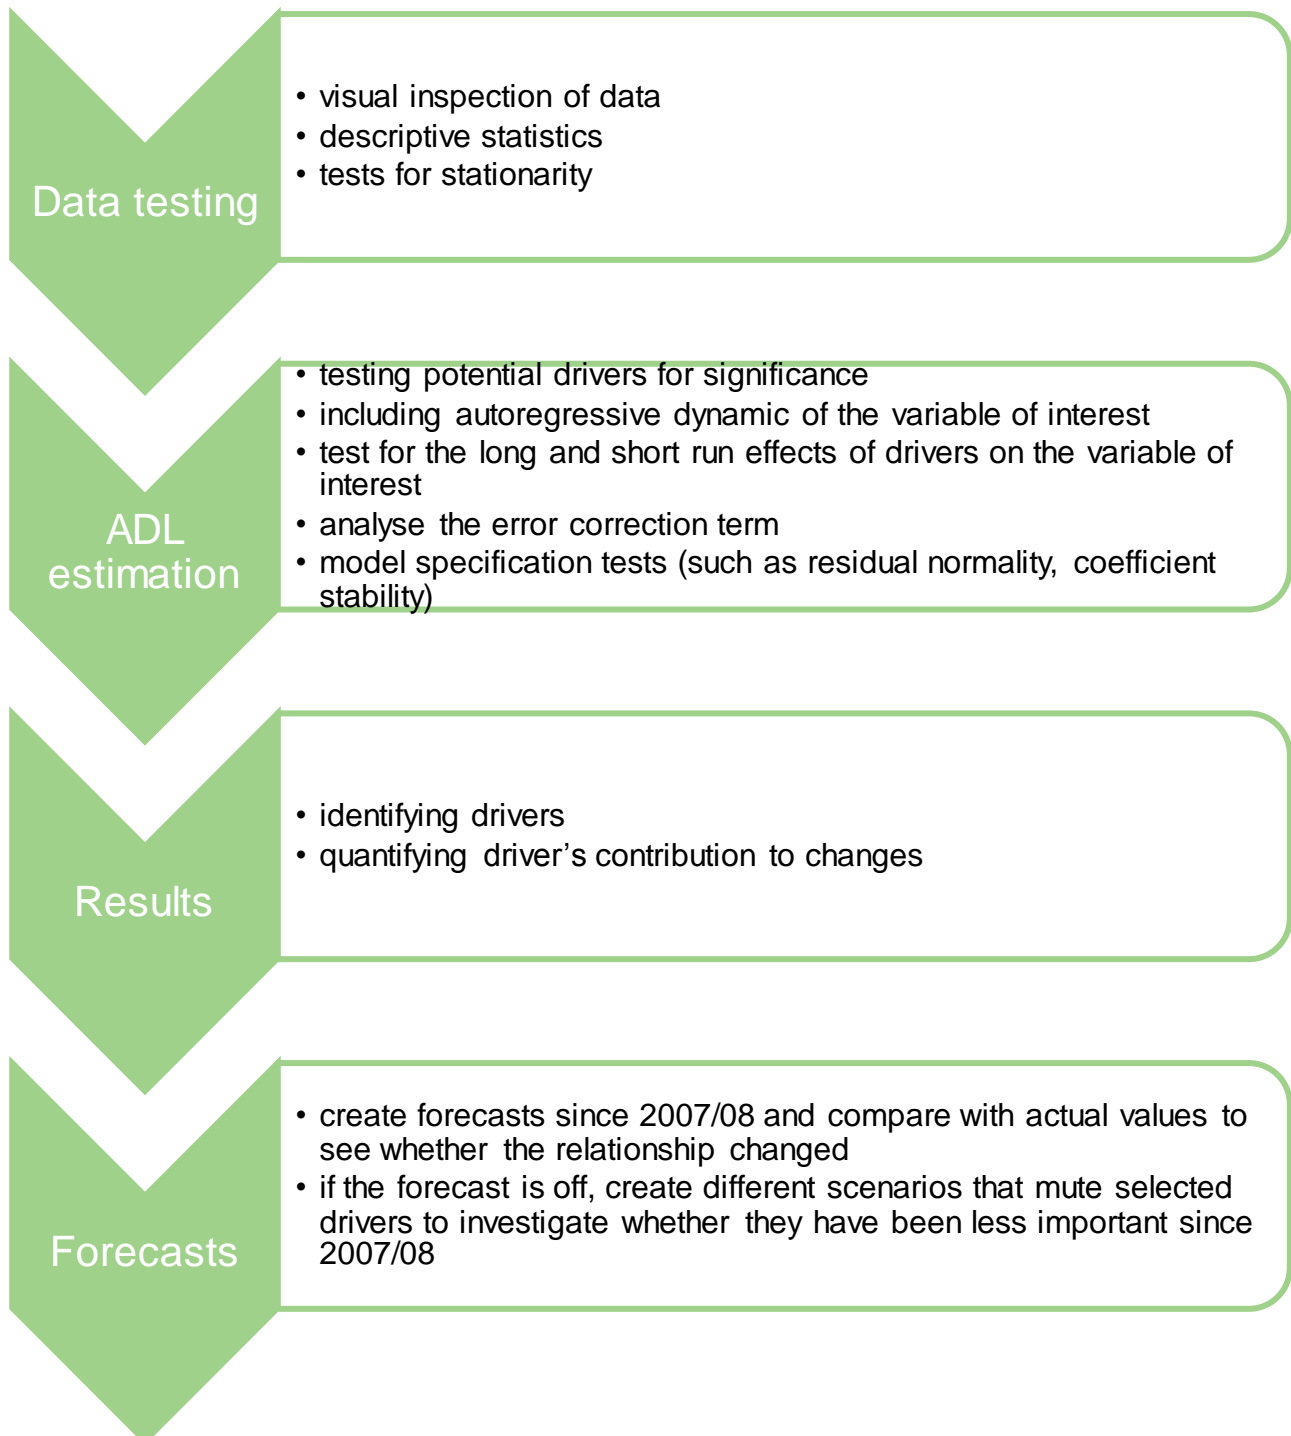 Data testing
• visual inspection of data
• descriptive statistics
• tests for stationarity
ADL
estimation
• testing potential drivers for significance
• including autoregressive dynamic of the variable of interest
• test for the long and short run effects of drivers on the variable of
interest
• analyse the error correction term
• model specification tests (such as residual normality, coefficient
stability)
Results
• identifying drivers
• quantifying driver’s contribution to changes
Forecasts
• create forecasts since 2007/08 and compare with actual values to
see whether the relationship changed
• if the forecast is off, create different scenarios that mute selected
drivers to investigate whether they have been less important since
2007/08